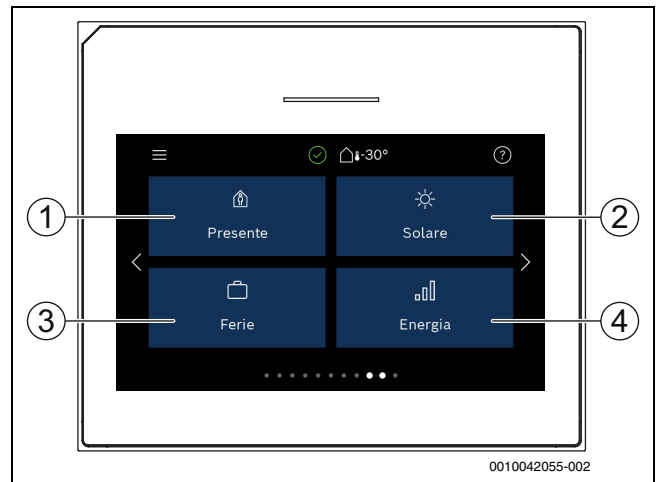 -30°
?
1
Presente
Solare
2
3
Ferie
Energia
4
0010042055-002